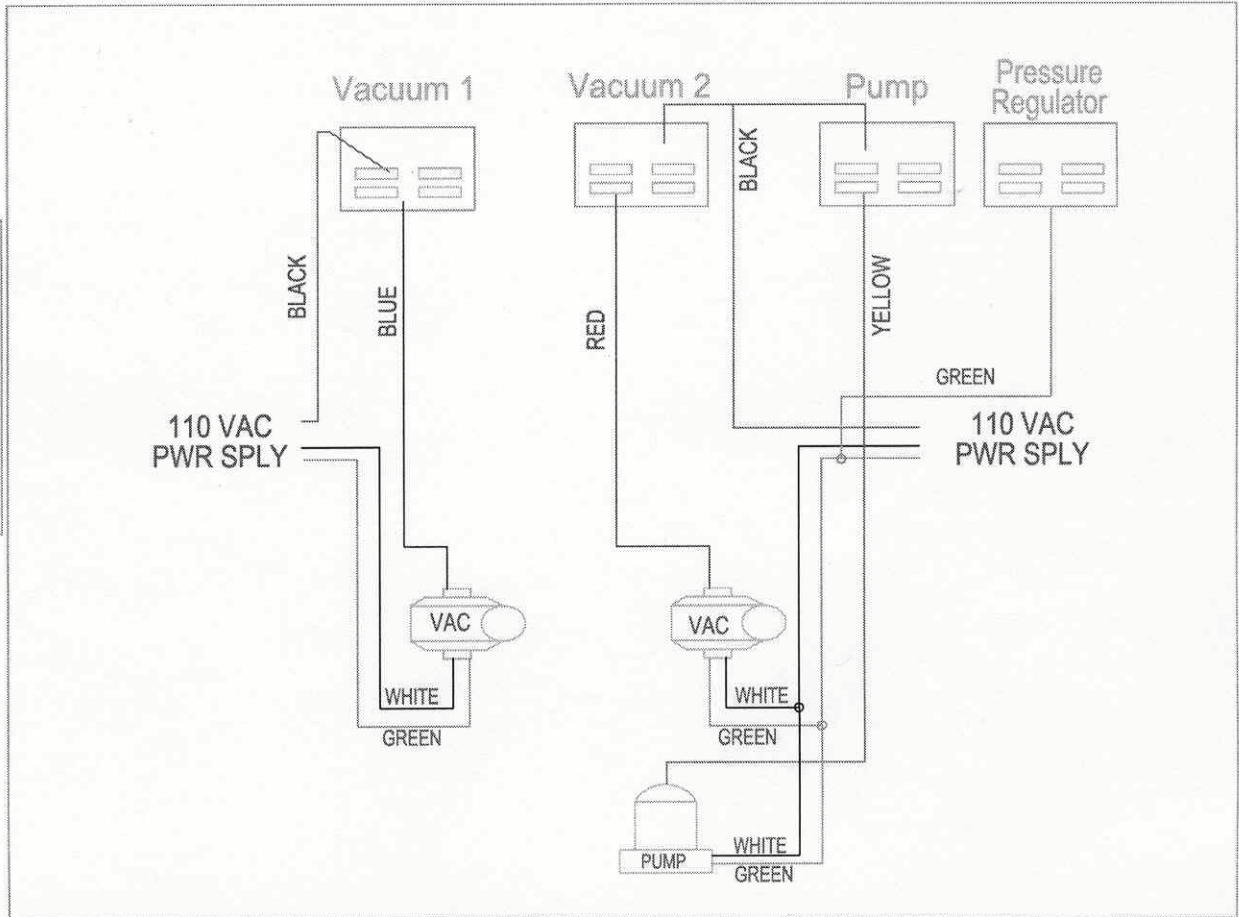 Vacuum 1
Vacuum 2
Pump
Pressure
Regulator
BLACK
BLUE
RED
BLACK
YELLOW
GREEN
110 VAC
PWR SPLY
110 VAC
PWR SPLY
VAC
VAC
WHITE
GREEN
WHITE
GREEN
PUMP
WHITE
GREEN